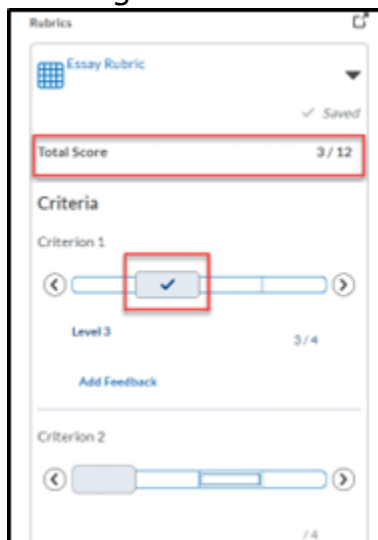 Rubrics
Essay Rubric
✓ Saved
Total Score 3 / 12
Criteria
Criterion 1
Level 3 3 / 4
Add Feedback
Criterion 2
/ 4